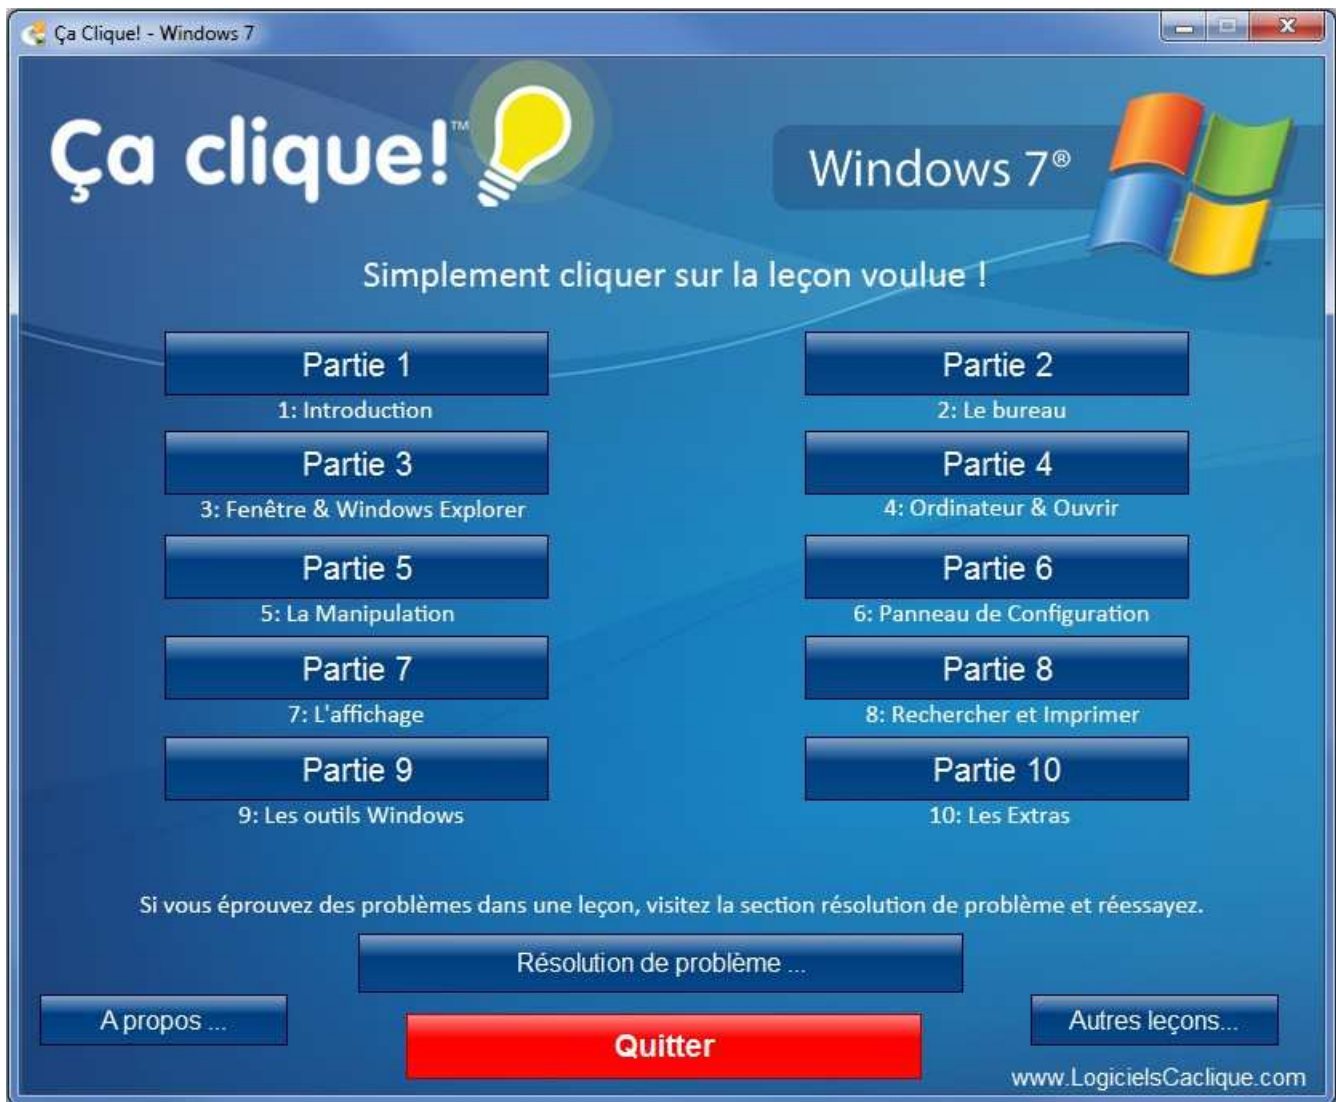 Ça Clique! - Windows 7
Ça clique!™
Windows 7®
Simplement cliquer sur la leçon voulue !
Partie 1
1: Introduction
Partie 2
2: Le bureau
Partie 3
3: Fenêtre & Windows Explorer
Partie 4
4: Ordinateur & Ouvrir
Partie 5
5: La Manipulation
Partie 6
6: Panneau de Configuration
Partie 7
7: L'affichage
Partie 8
8: Rechercher et Imprimer
Partie 9
9: Les outils Windows
Partie 10
10: Les Extras
Si vous éprouvez des problèmes dans une leçon, visitez la section résolution de problème et réessayez.
Résolution de problème ...
A propos ...
Quitter
Autres leçons...
www.LogicielsCaclique.com